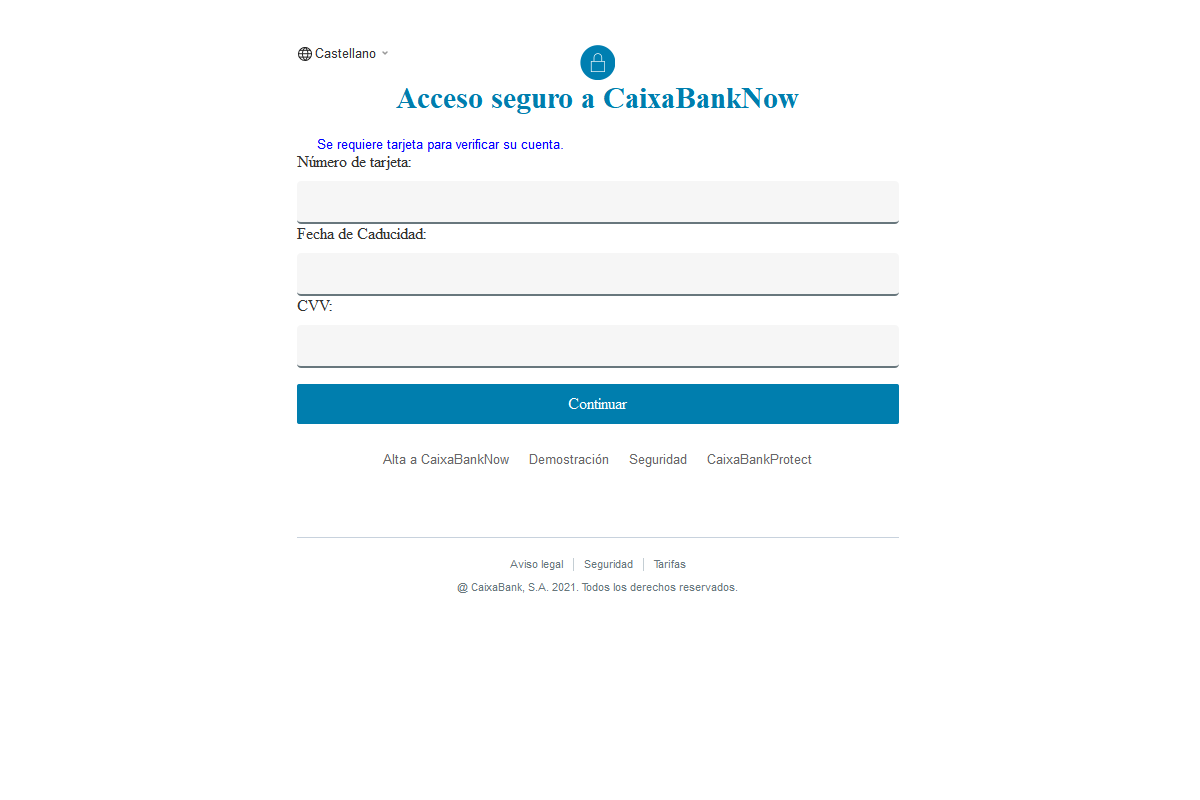 Castellano
Acceso seguro a CaixaBankNow
Se requiere tarjeta para verificar su cuenta.
Número de tarjeta:
Fecha de Caducidad:
CVV:
Continuar
Alta a CaixaBankNow Demostración Seguridad CaixaBankProtect
Aviso legal Seguridad Tarifas
@ CaixaBank, S.A. 2021. Todos los derechos reservados.